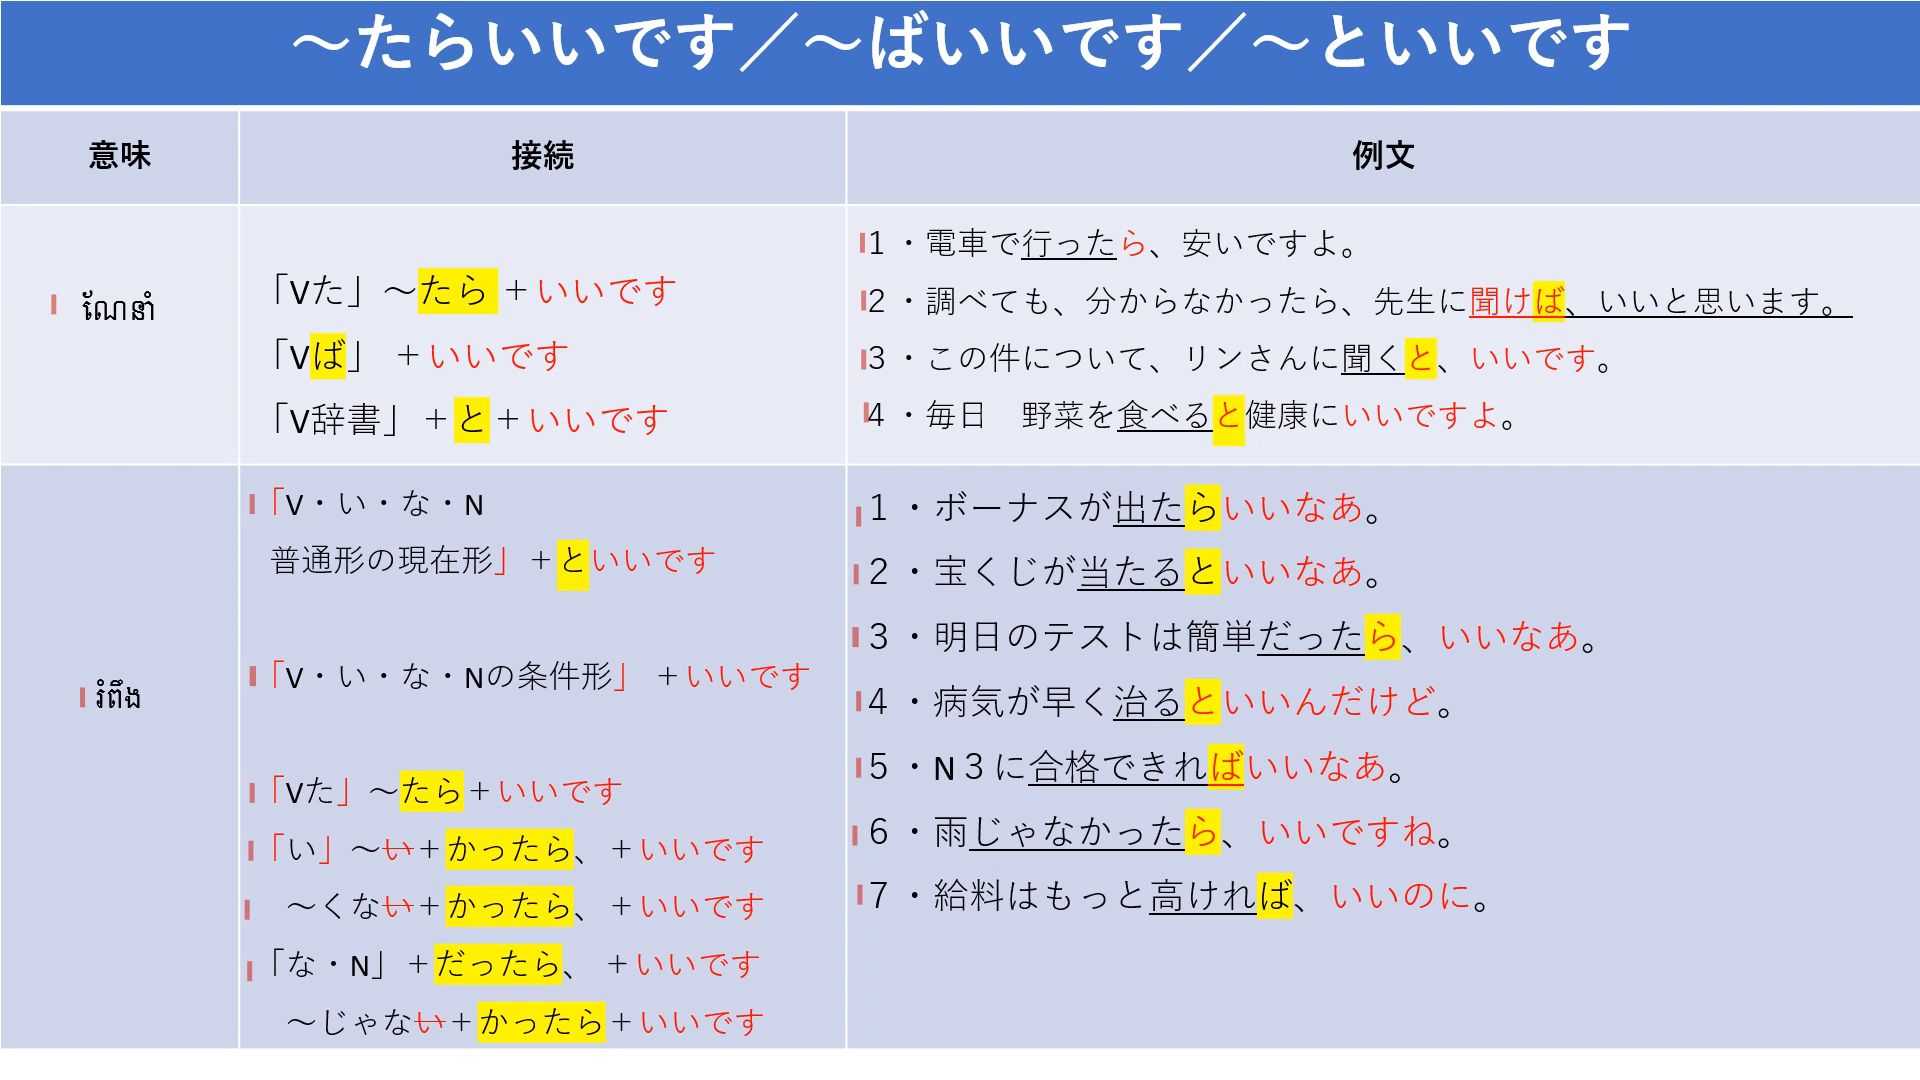 ～たらいいです／～ばいいです／～といいです
意味
接続
例文
ណែនាំ
「Vた」～たら＋いいです
「Vば」＋いいです
「V辞書」＋と＋いいです
1・電車で行ったら、安いですよ。
2・調べても、分からなかったら、先生に聞けば、いいと思います。
3・この件について、リンさんに聞くと、いいです。
4・毎日　野菜を食べると健康にいいですよ。
រំពឹង
「V・い・な・N
普通形の現在形」＋といいです
「V・い・な・Nの条件形」＋いいです
「Vた」～たら＋いいです
「い」～い＋かったら、＋いいです
～くない＋かったら、＋いいです
「な・N」＋だったら、＋いいです
～じゃない＋かったら＋いいです
1・ボーナスが出たらいいなあ。
2・宝くじが当たるといいなあ。
3・明日のテストは簡単だったら、いいなあ。
4・病気が早く治るといいんだけど。
5・N３に合格できればいいなあ。
6・雨じゃなかったら、いいですね。
7・給料はもっと高ければ、いいのに。